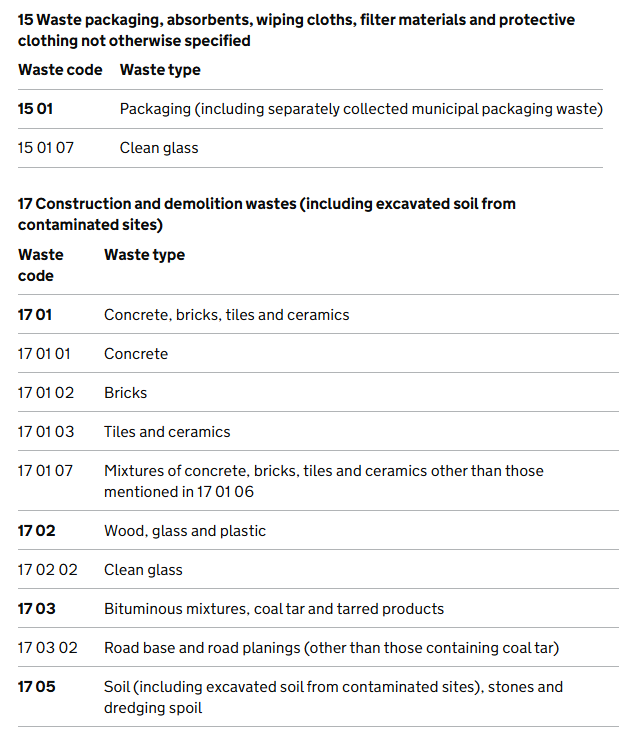 15 Waste packaging, absorbents, wiping cloths, filter materials and protective
clothing not otherwise specified
Waste code Waste type
15 01 Packaging (including separately collected municipal packaging waste)
15 01 07 Clean glass
17 Construction and demolition wastes (including excavated soil from
contaminated sites)
Waste
code
Waste type
17 01 Concrete, bricks, tiles and ceramics
17 01 01 Concrete
17 01 02 Bricks
17 01 03 Tiles and ceramics
17 01 07 Mixtures of concrete, bricks, tiles and ceramics other than those
mentioned in 17 01 06
17 02 Wood, glass and plastic
17 02 02 Clean glass
17 03 Bituminous mixtures, coal tar and tarred products
17 03 02 Road base and road planings (other than those containing coal tar)
17 05 Soil (including excavated soil from contaminated sites), stones and
dredging spoil